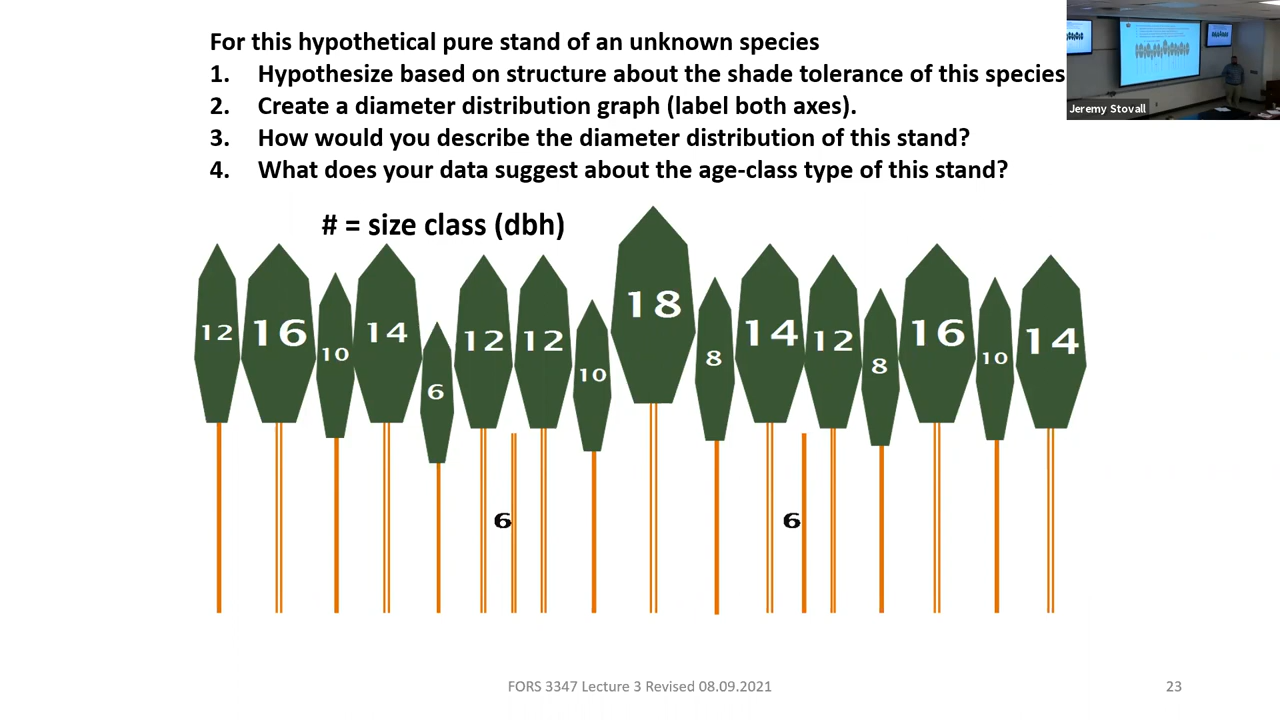 For this hypothetical pure stand of an unknown species
1. Hypothesize based on structure about the shade tolerance of this species
2. Create a diameter distribution graph (label both axes).
3. How would you describe the diameter distribution of this stand?
4. What does your data suggest about the age-class type of this stand?
Jeremy Stovall
# = size class (dbh)
12 16 10 14 6 12 12 10 18 8 14 12 8 16 10 14
6 6
FORS 3347 Lecture 3 Revised 08.09.2021
23